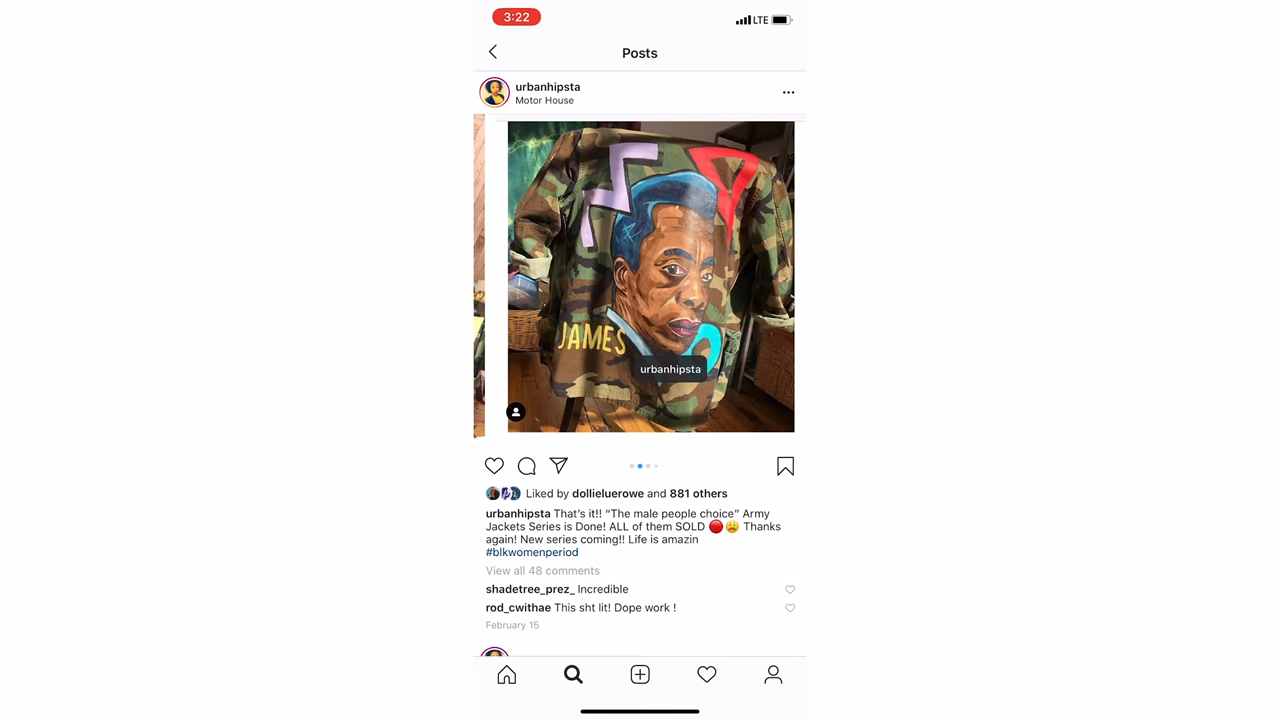 3:22
LTE
Posts
urbanhipsta
Motor House
JAMES
urbanhipsta
Liked by dollieluerowe and 881 others
urbanhipsta That’s it!! “The male people choice” Army
Jackets Series is Done! ALL of them SOLD 🔴😩 Thanks
again! New series coming!! Life is amazin
#blkwomenperiod
View all 48 comments
shadetree_prez_ Incredible
rod_cwithae This sht lit! Dope work !
February 15